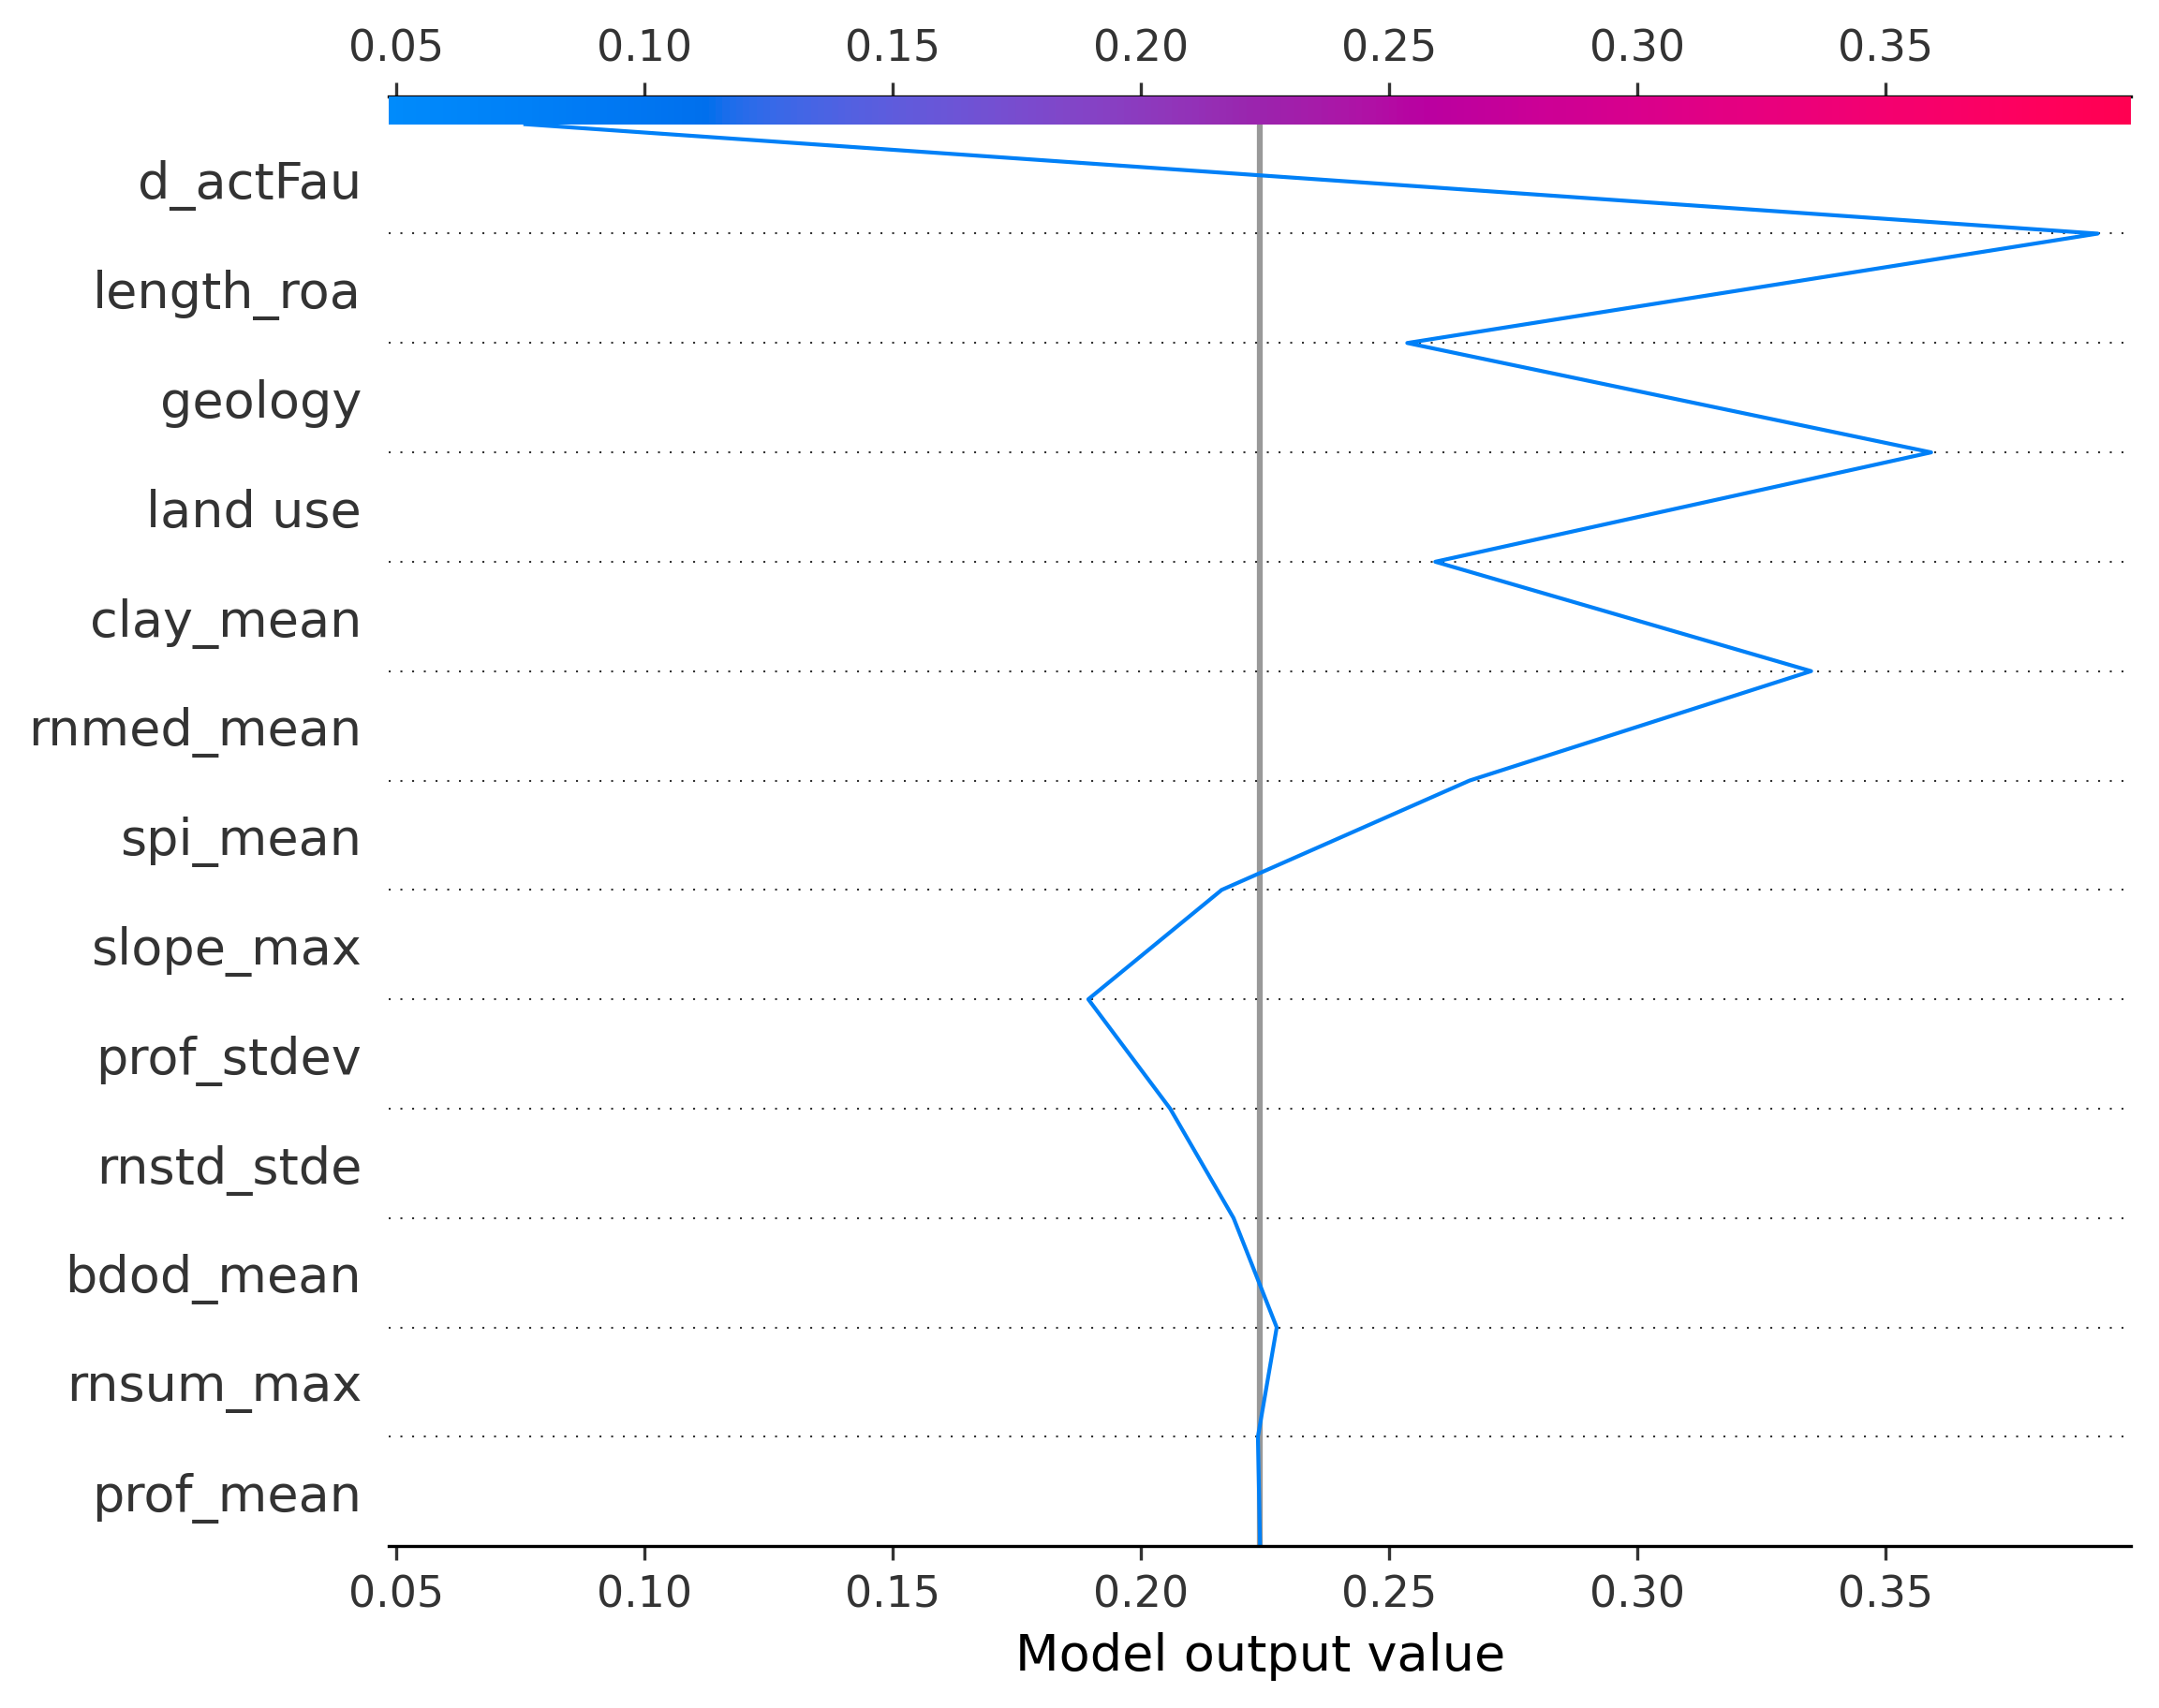 0.05 0.10 0.15 0.20 0.25 0.30 0.35
d_actFau
length_roa
geology
land use
clay_mean
rnmed_mean
spi_mean
slope_max
prof_stdev
rnstd_stde
bdod_mean
rnsum_max
prof_mean
0.05 0.10 0.15 0.20 0.25 0.30 0.35
Model output value